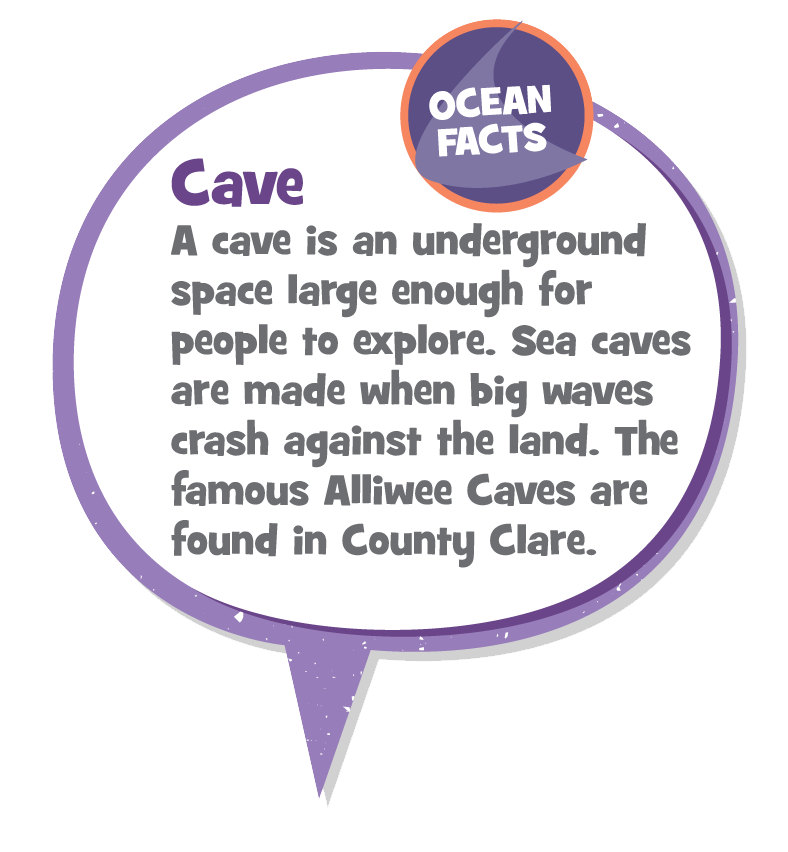 OCEAN
FACTS
Cave
A cave is an underground
space large enough for
people to explore. Sea caves
are made when big waves
crash against the land. The
famous Alliwee Caves are
found in County Clare.